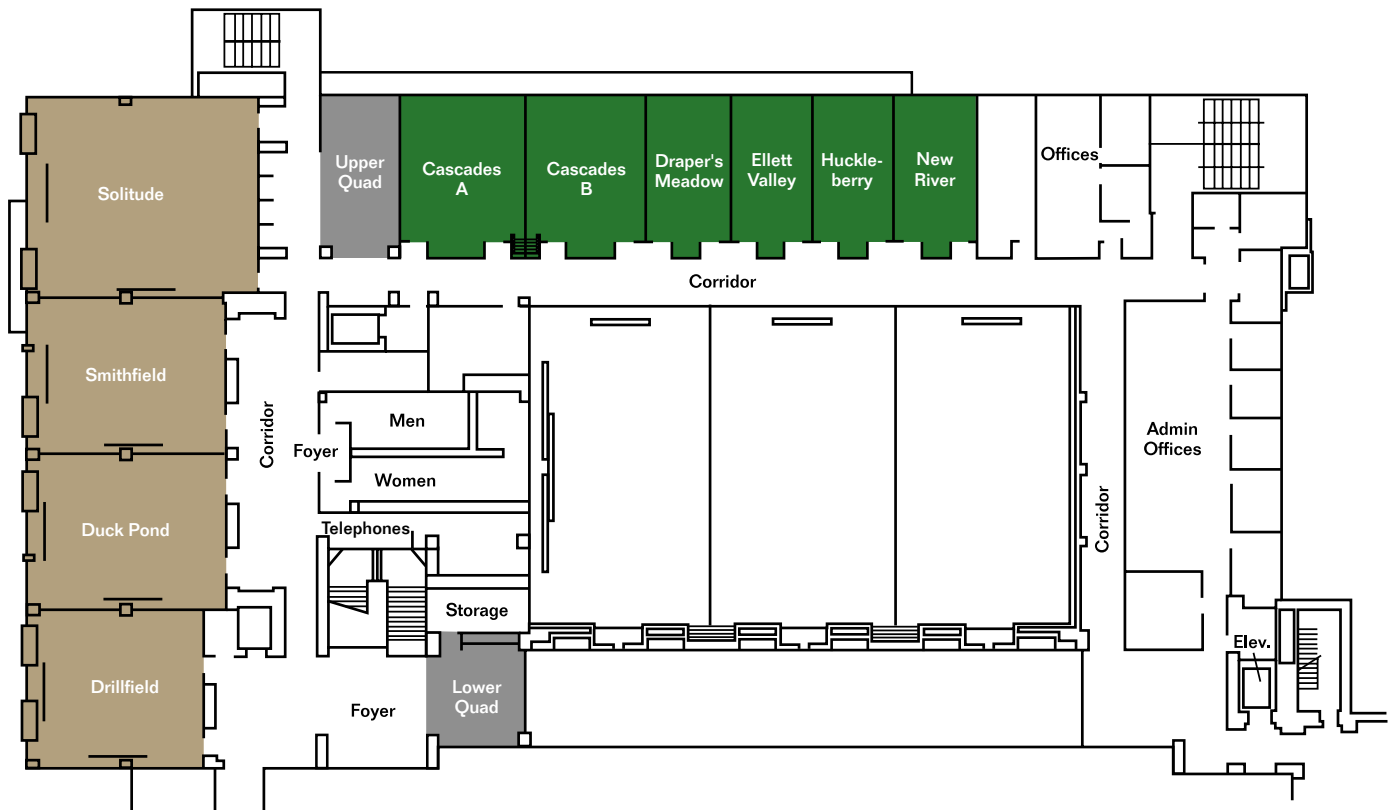 Solitude
Upper
Quad
Cascades
A
Cascades
B
Draper's
Meadow
Ellett
Valley
Huckle-
berry
New
River
Offices
Corridor
Smithfield
Corridor
Foyer
Men
Women
Admin
Offices
Corridor
Duck Pond
Telephones
Storage
Elev.
Drillfield
Foyer
Lower
Quad